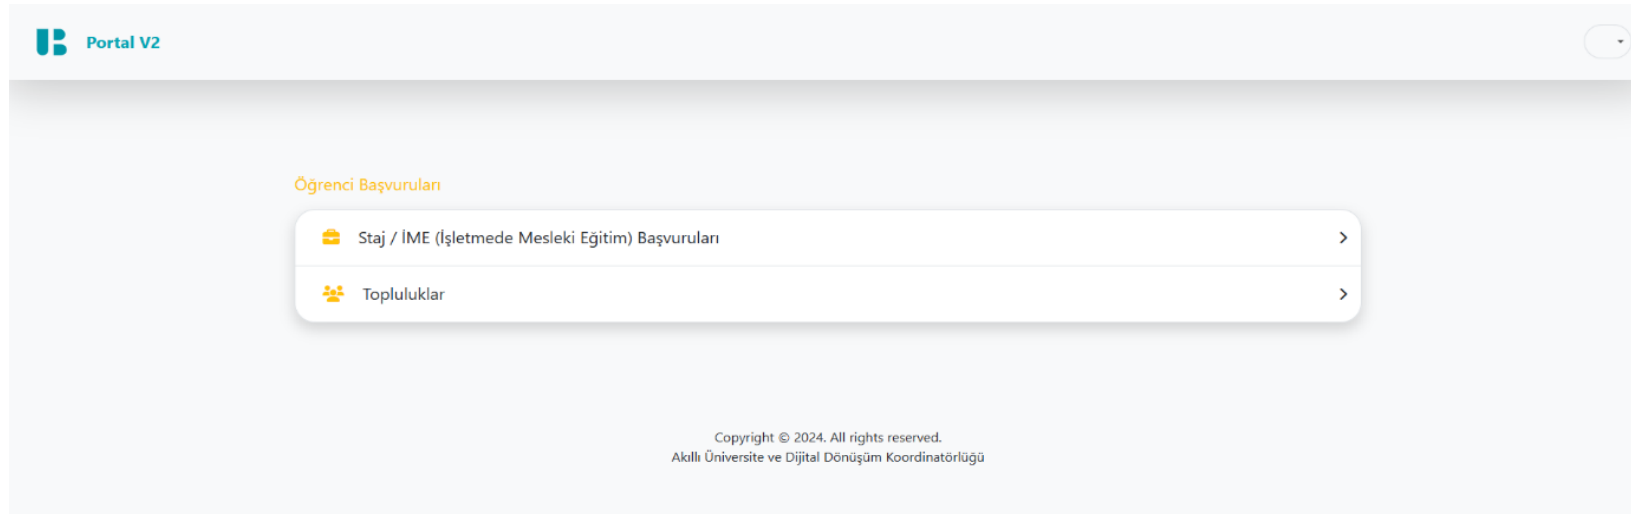 Portal V2
Öğrenci Başvuruları
Staj / İME (İşletmede Mesleki Eğitim) Başvuruları
Topluluklar
Copyright © 2024. All rights reserved.
Akıllı Üniversite ve Dijital Dönüşüm Koordinatörlüğü